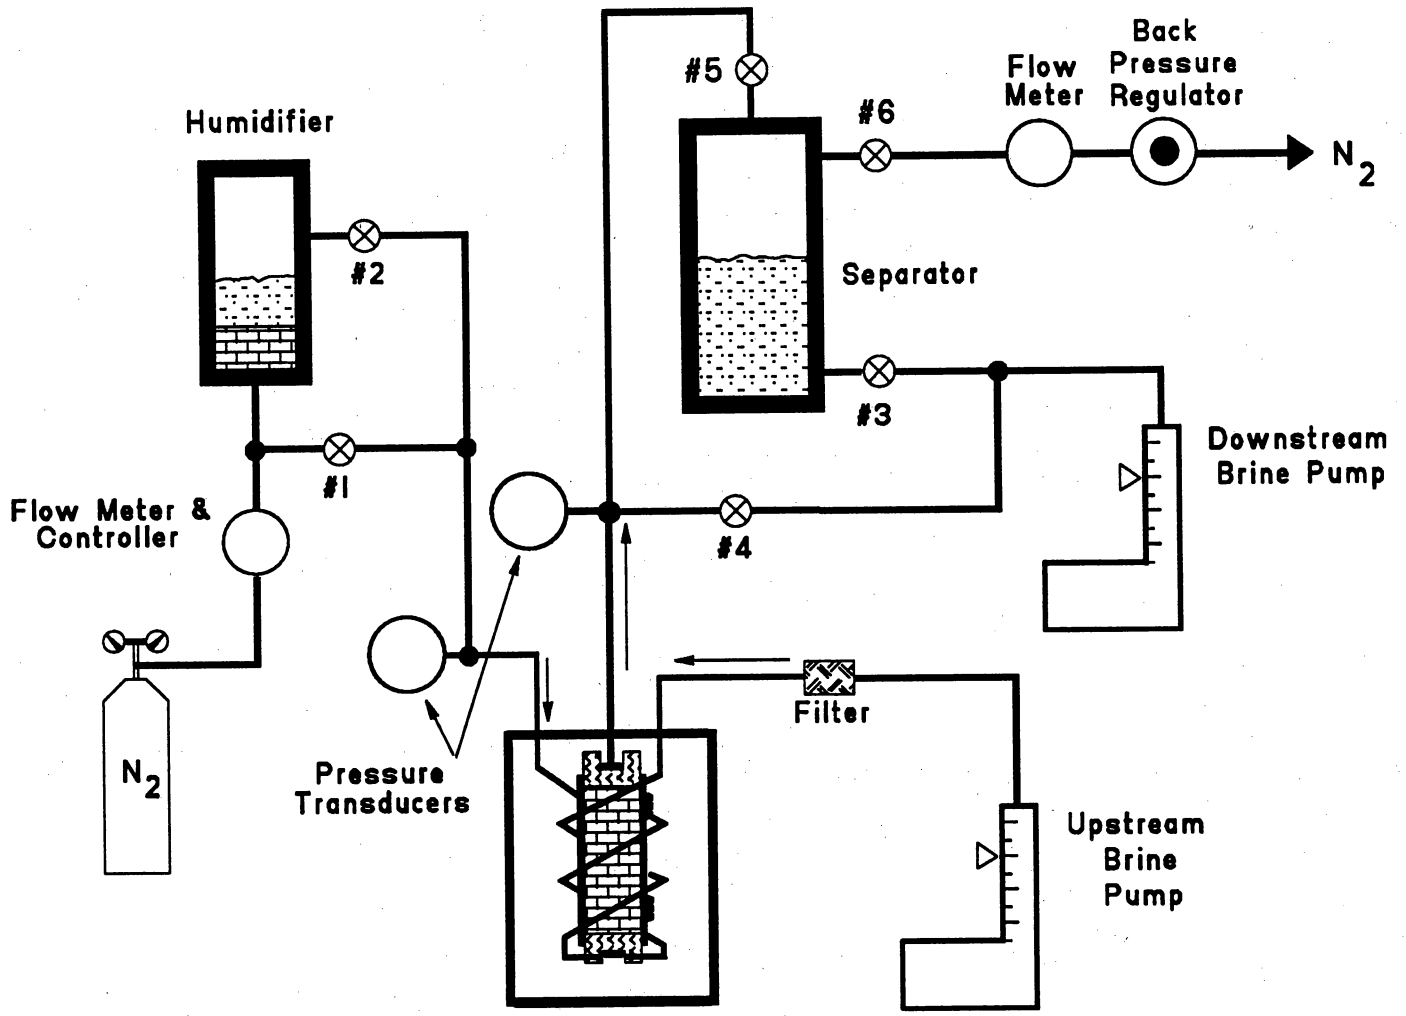 Back
Pressure
Regulator
Flow
Meter
#5
#6
Humidifier
N2
#2
Separator
#3
Downstream
Brine Pump
#1
Flow Meter &
Controller
#4
Filter
N2
Pressure
Transducers
Upstream
Brine
Pump